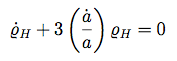 ϱ̇_H + 3 (ȧ/a) ϱ_H = 0